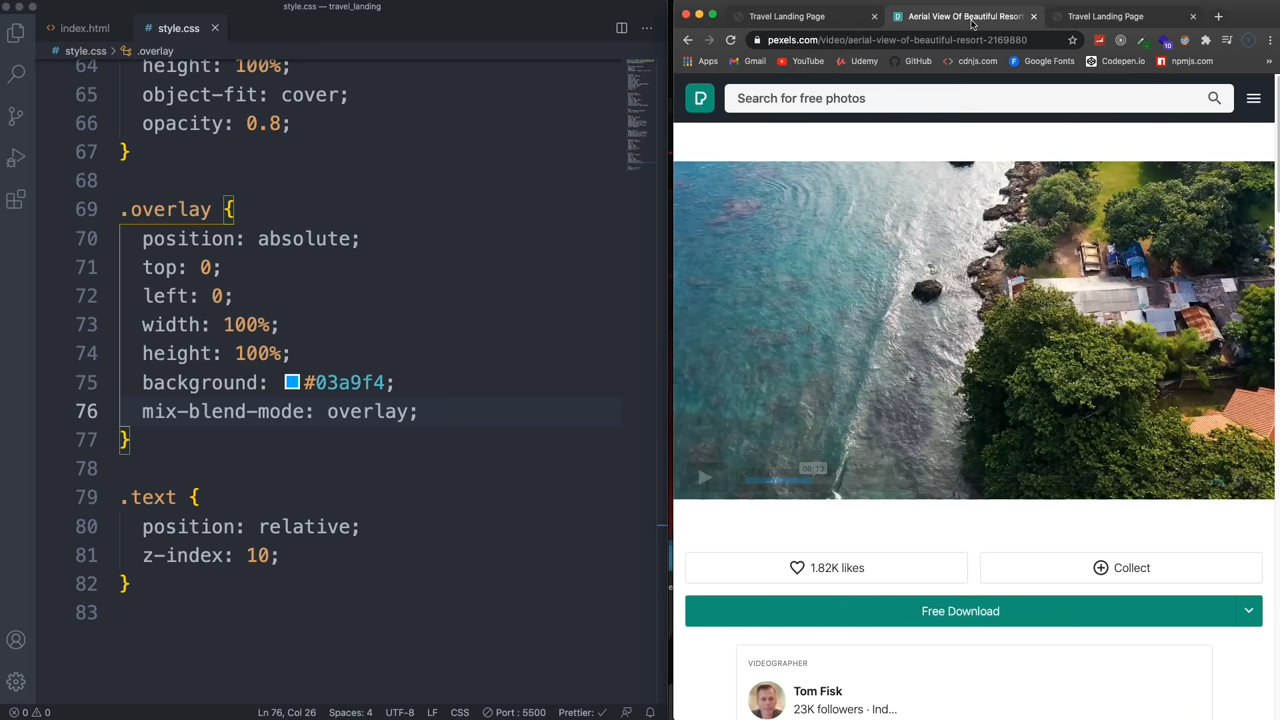 style.css — travel_landing
index.html
style.css
style.css > .overlay
64 height: 100%;
65 object-fit: cover;
66 opacity: 0.8;
67 }
68
69 .overlay {
70 position: absolute;
71 top: 0;
72 left: 0;
73 width: 100%;
74 height: 100%;
75 background: #03a9f4;
76 mix-blend-mode: overlay;
77 }
78
79 .text {
80 position: relative;
81 z-index: 10;
82 }
83
0 0
Ln 76, Col 26 Spaces: 4 UTF-8 LF CSS Port : 5500 Prettier: ✓
Travel Landing Page
Aerial View Of Beautiful Resor
Travel Landing Page
pexels.com/video/aerial-view-of-beautiful-resort-2169880
10
Apps Gmail YouTube Udemy GitHub cdnjs.com Google Fonts Codepen.io npmjs.com
Search for free photos
00:13
1.82K likes
Collect
Free Download
VIDEOGRAPHER
Tom Fisk
23K followers · Ind...